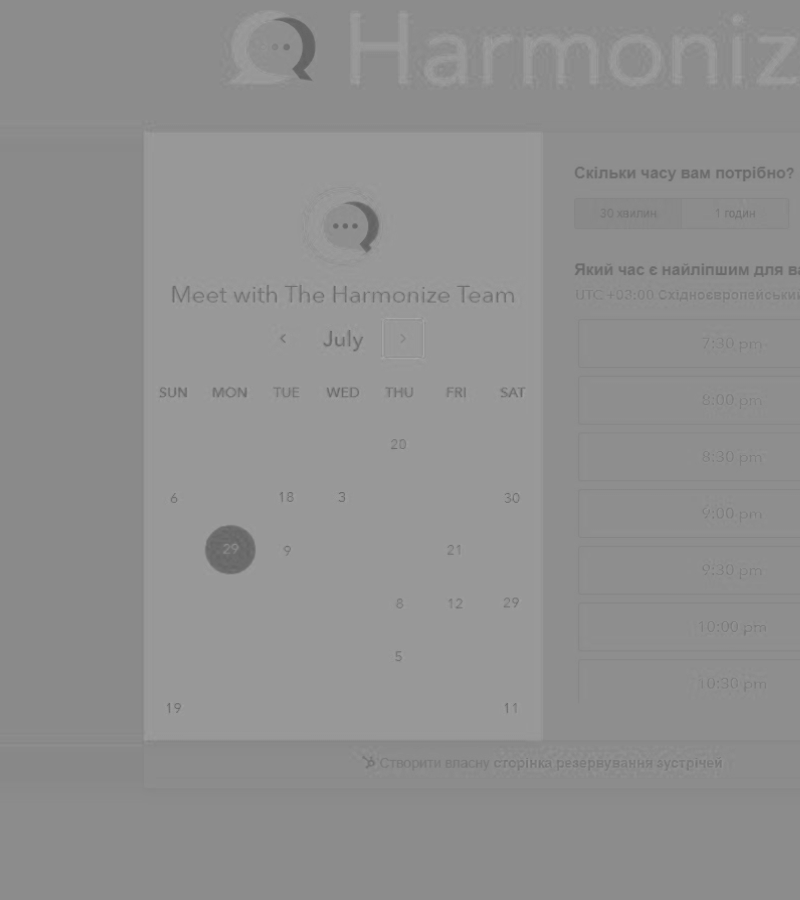 Harmoniz
Meet with The Harmonize Team
July
SUN MON TUE WED THU FRI SAT
20
6 18 3 30
29 9 21
8 12 29
5
19 11
Скільки часу вам потрібно?
30 хвилин 1 годин
Який час є найліпшим для ва
UTC +03:00 Східноєвропейськи
7:30 pm
8:00 pm
8:30 pm
9:00 pm
9:30 pm
10:00 pm
10:30 pm
Створити власну сторінка резервування зустрічей